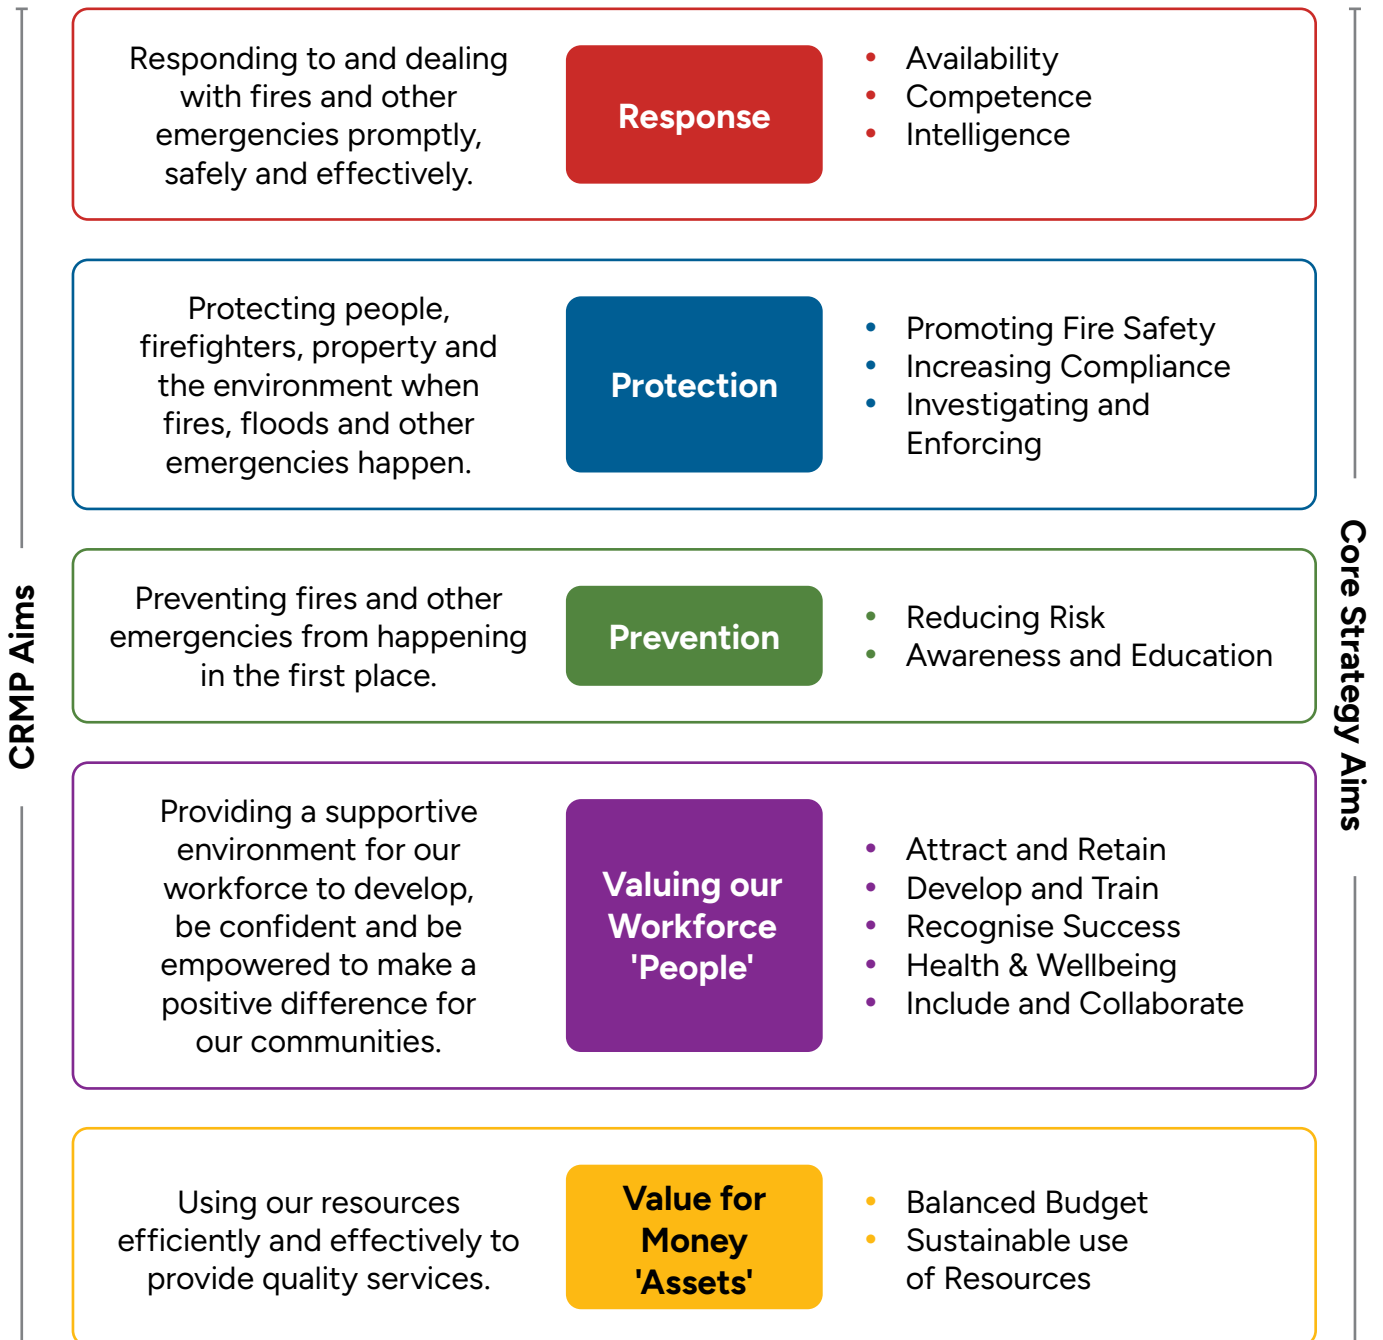 CRMP Aims
Core Strategy Aims
Responding to and dealing
with fires and other
emergencies promptly,
safely and effectively.
Response
• Availability
• Competence
• Intelligence
Protecting people,
firefighters, property and
the environment when
fires, floods and other
emergencies happen.
Protection
• Promoting Fire Safety
• Increasing Compliance
• Investigating and
Enforcing
Preventing fires and other
emergencies from happening
in the first place.
Prevention
• Reducing Risk
• Awareness and Education
Providing a supportive
environment for our
workforce to develop,
be confident and be
empowered to make a
positive difference for
our communities.
Valuing our
Workforce
'People'
• Attract and Retain
• Develop and Train
• Recognise Success
• Health & Wellbeing
• Include and Collaborate
Using our resources
efficiently and effectively to
provide quality services.
Value for
Money
'Assets'
• Balanced Budget
• Sustainable use
of Resources